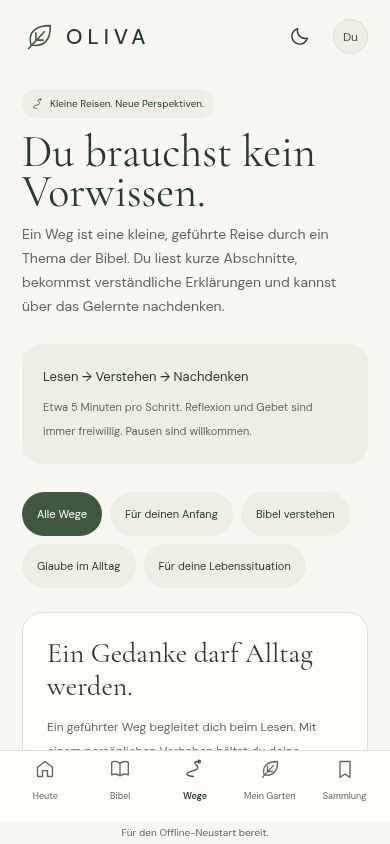 OLIVA
Du
Kleine Reisen. Neue Perspektiven.
Du brauchst kein
Vorwissen.
Ein Weg ist eine kleine, geführte Reise durch ein
Thema der Bibel. Du liest kurze Abschnitte,
bekommst verständliche Erklärungen und kannst
über das Gelernte nachdenken.
Lesen → Verstehen → Nachdenken
Etwa 5 Minuten pro Schritt. Reflexion und Gebet sind
immer freiwillig. Pausen sind willkommen.
Alle Wege
Für deinen Anfang
Bibel verstehen
Glaube im Alltag
Für deine Lebenssituation
Ein Gedanke darf Alltag
werden.
Ein geführter Weg begleitet dich beim Lesen. Mit
Heute
Bibel
Wege
Mein Garten
Sammlung
Für den Offline-Neustart bereit.